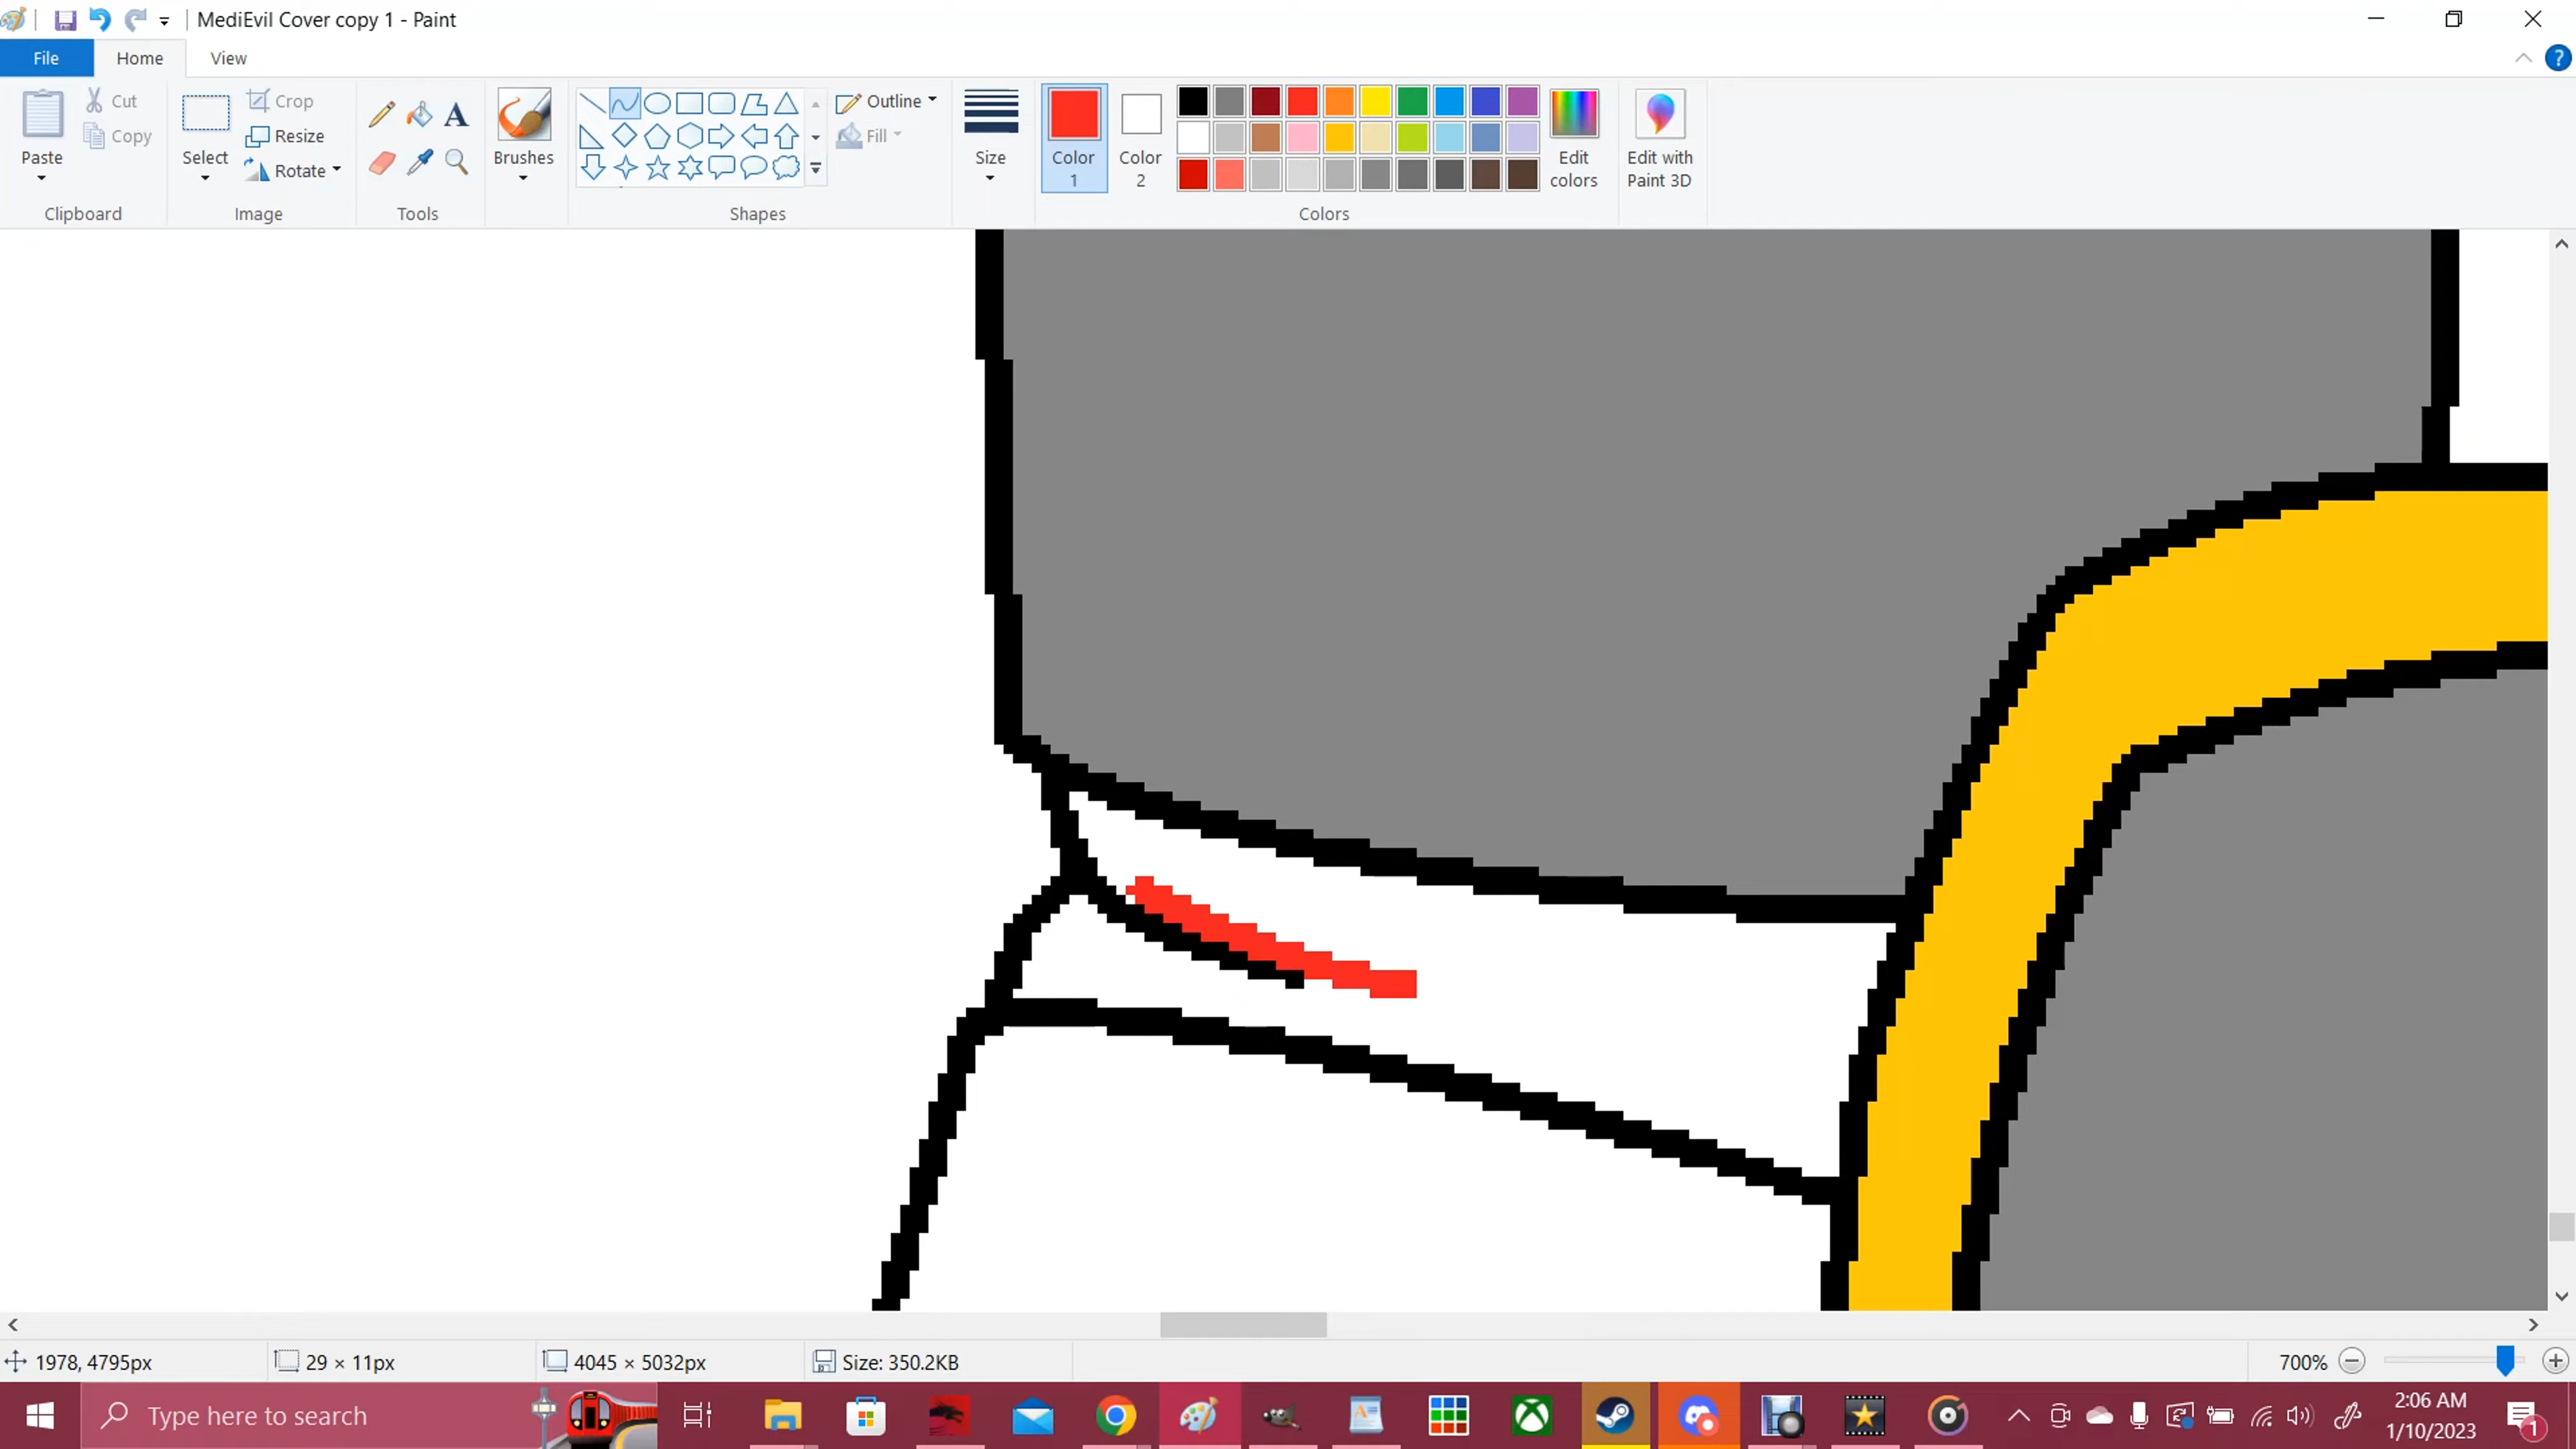 MediEvil Cover copy 1 - Paint
File Home View
Paste
Cut
Copy
Clipboard
Select
Crop
Resize
Rotate
Image
A
Tools
Brushes
Outline
Fill
Shapes
Size
Color 1
Color 2
Edit colors
Colors
Edit with Paint 3D
?
1978, 4795px
29 × 11px
4045 × 5032px
Size: 350.2KB
700%
Type here to search
2:06 AM
1/10/2023
1